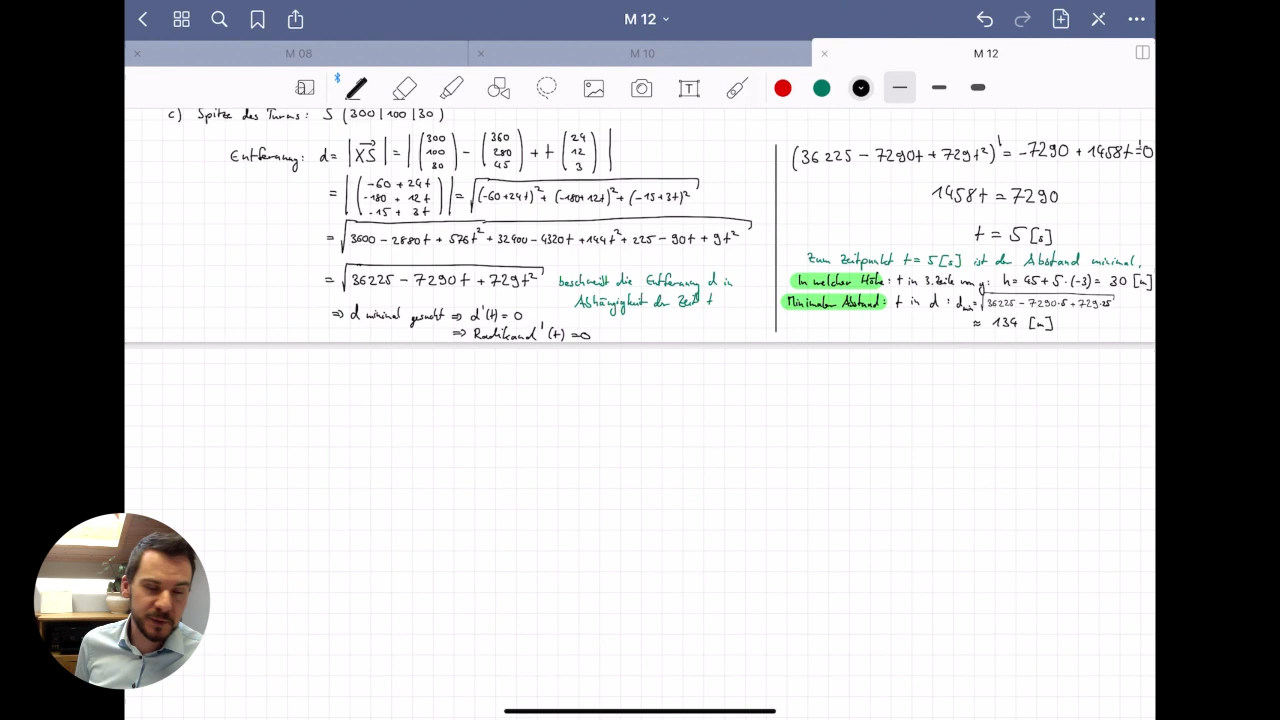 M 12
M 08
M 10
M 12
T
c) Spitze des Turms: S (300|100|30)
Entfernung: d = |XS⃗| = |(300 100 30) − (360 280 45) + t (24 12 3)|
= |(-60 + 24t -180 + 12t -15 + 3t)| = √((-60+24t)² + (-180+12t)² + (-15+3t)²)
= √(3600 − 2880t + 576t² + 32400 − 4320t + 144t² + 225 − 90t + 9t²)
= √(36225 − 7290t + 729t²) beschreibt die Entfernung d in
Abhängigkeit der Zeit t
⇒ d minimal gesucht ⇒ d'(t) = 0
⇒ Radikand'(t) = 0
(36225 − 7290t + 729t²)' = -7290 + 1458t != 0
1458t = 7290
t = 5 [s]
Zum Zeitpunkt t = 5 [s] ist der Abstand minimal.
In welcher Höhe: t in 3. Zeile von g: h = 45 + 5·(-3) = 30 [m]
Minimaler Abstand: t in d: d_min = √(36225 − 7290·5 + 729·25)
≈ 134 [m]